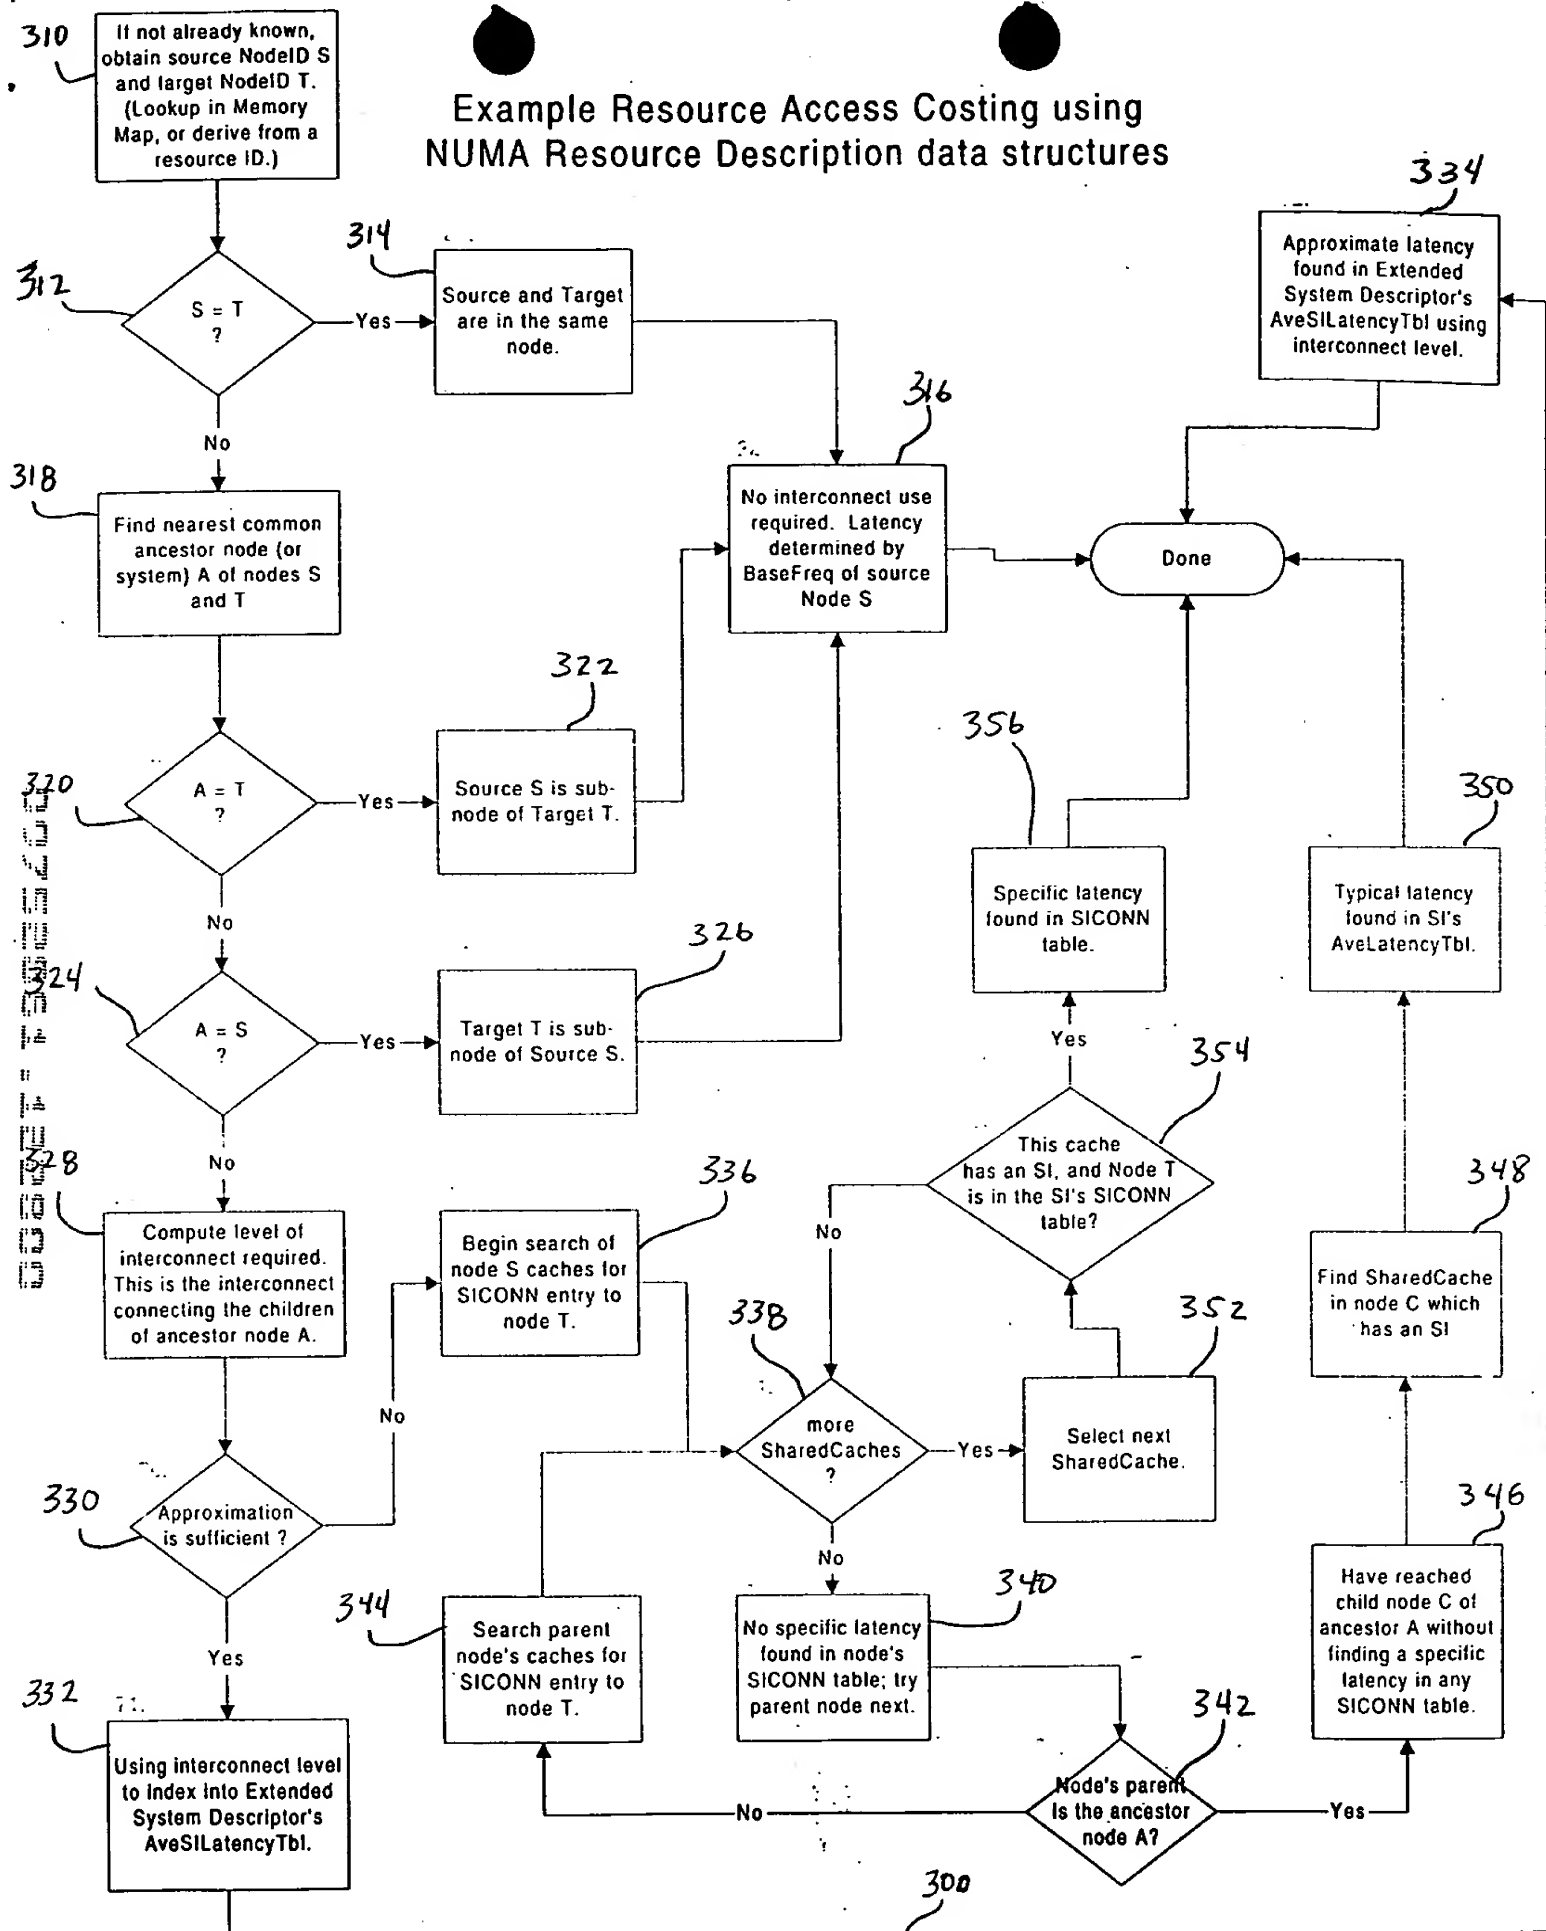 310
If not already known,
obtain source NodeID S
and target NodeID T.
(Lookup in Memory
Map, or derive from a
resource ID.)
Example Resource Access Costing using
NUMA Resource Description data structures
334
Approximate latency
found in Extended
System Descriptor's
AveSILatencyTbl using
interconnect level.
312
S = T
?
Yes
314
Source and Target
are in the same
node.
No
316
No interconnect use
required. Latency
determined by
BaseFreq of source
Node S
Done
318
Find nearest common
ancestor node (or
system) A of nodes S
and T
320
A = T
?
Yes
322
Source S is sub-
node of Target T.
No
324
A = S
?
Yes
326
Target T is sub-
node of Source S.
No
356
Specific latency
found in SICONN
table.
350
Typical latency
found in SI's
AveLatencyTbl.
Yes
354
This cache
has an SI, and Node T
is in the SI's SICONN
table?
No
328
Compute level of
interconnect required.
This is the interconnect
connecting the children
of ancestor node A.
336
Begin search of
node S caches for
SICONN entry to
node T.
348
Find SharedCache
in node C which
has an SI
338
more
SharedCaches
?
Yes
352
Select next
SharedCache.
No
330
Approximation
is sufficient ?
No
Yes
344
Search parent
node's caches for
SICONN entry to
node T.
340
No specific latency
found in node's
SICONN table; try
parent node next.
346
Have reached
child node C of
ancestor A without
finding a specific
latency in any
SICONN table.
332
Using interconnect level
to Index into Extended
System Descriptor's
AveSILatencyTbl.
342
Node's parent
Is the ancestor
node A?
No
Yes
300